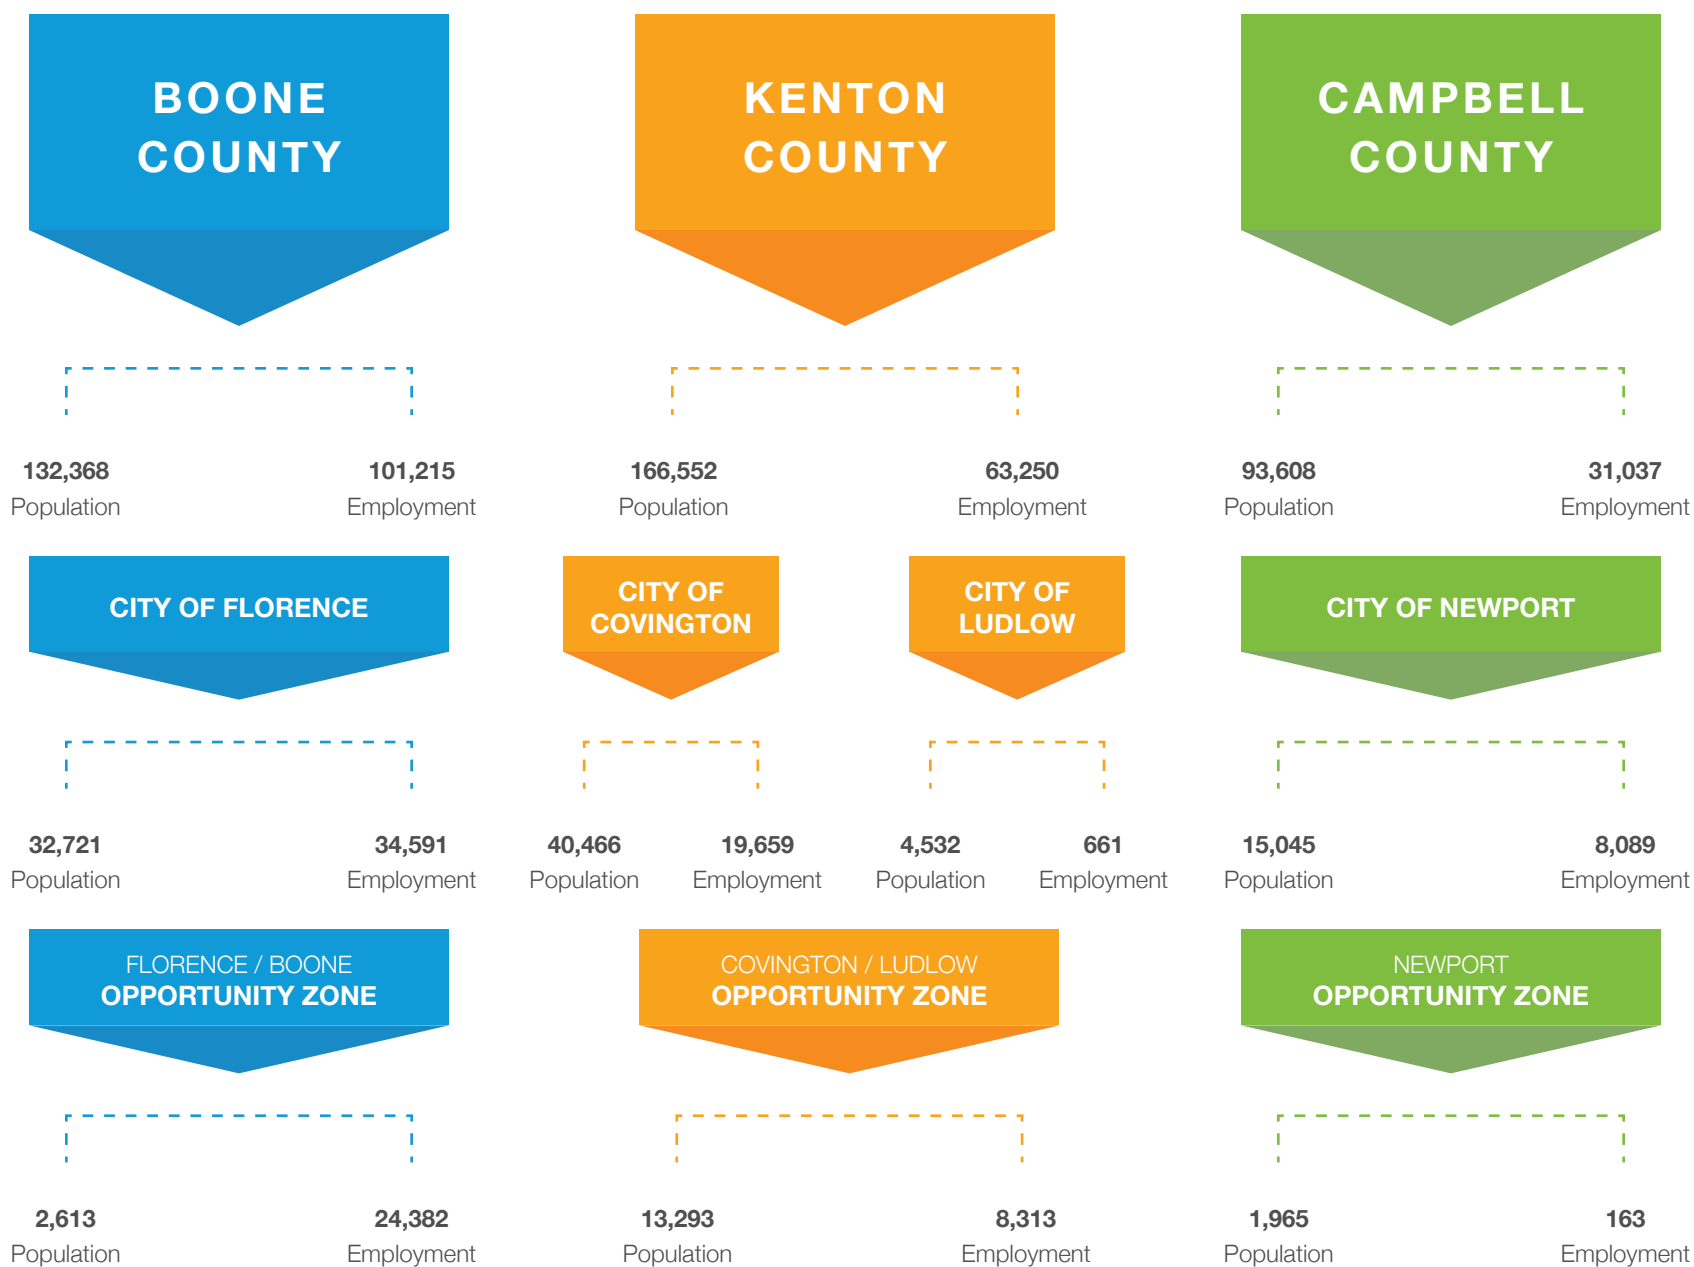 BOONE
COUNTY
KENTON
COUNTY
CAMPBELL
COUNTY
132,368
Population
101,215
Employment
166,552
Population
63,250
Employment
93,608
Population
31,037
Employment
CITY OF FLORENCE
CITY OF
COVINGTON
CITY OF
LUDLOW
CITY OF NEWPORT
32,721
Population
34,591
Employment
40,466
Population
19,659
Employment
4,532
Population
661
Employment
15,045
Population
8,089
Employment
FLORENCE / BOONE
OPPORTUNITY ZONE
COVINGTON / LUDLOW
OPPORTUNITY ZONE
NEWPORT
OPPORTUNITY ZONE
2,613
Population
24,382
Employment
13,293
Population
8,313
Employment
1,965
Population
163
Employment